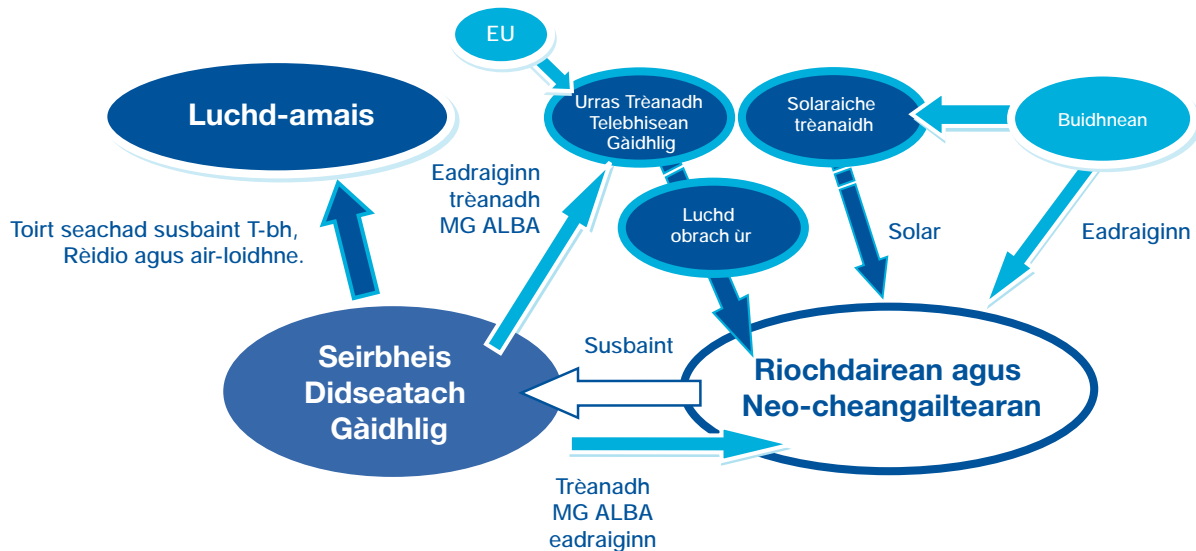 EU
Luchd-amais
Urras Trèanadh
Telebhisean
Gàidhlig
Solaraiche
trèanaidh
Buidhnean
Eadraiginn
trèanadh
MG ALBA
Luchd
obrach ùr
Toirt seachad susbaint T-bh,
Rèidio agus air-loidhne.
Solar
Eadraiginn
Seirbheis
Didseatach
Gàidhlig
Susbaint
Riochdairean agus
Neo-cheangailtearan
Trèanadh
MG ALBA
eadraiginn